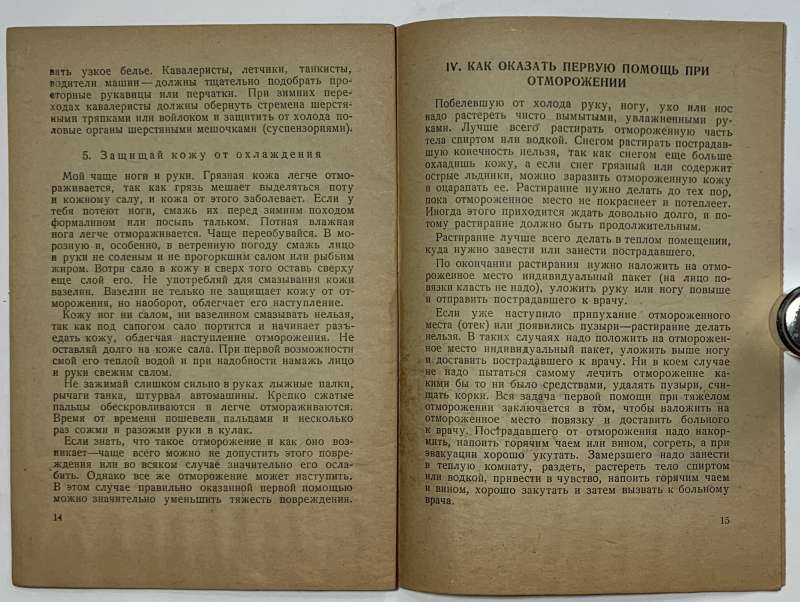 вать узкое белье. Кавалеристы, летчики, танкисты,
водители машин — должны тщательно подобрать про-
сторные рукавицы или перчатки. При зимних пере-
ходах кавалеристы должны обернуть стремена шерстя-
ными тряпками или войлоком и защитить от холода по-
ловые органы шерстяными мешочками (суспензориями).
5. Защищай кожу от охлаждения
Мой чаще ноги и руки. Грязная кожа легче отмо-
раживается, так как грязь мешает выделяться поту
и кожному салу, и кожа от этого заболевает. Если у
тебя потеют ноги, смажь их перед зимним походом
формалином или посыпь тальком. Потная влажная
нога легче отмораживается. Чаще переобувайся. В мо-
розную и, особенно, в ветренную погоду смажь лицо
и руки не соленым и не прогоркшим салом или рыбьим
жиром. Вотри сало в кожу и сверх того оставь сверху
еще слой его. Не употребляй для смазывания кожи
вазелин. Вазелин не только не защищает кожу от от-
морожения, но наоборот, облегчает его наступление.
Кожу ног ни салом, ни вазелином смазывать нельзя,
так как под сапогом сало портится и начинает разъ-
едать кожу, облегчая наступление отморожения. Не
оставляй долго на коже сала. При первой возможности
смой его теплой водой и при надобности намажь лицо
и руки свежим салом.
Не зажимай слишком сильно в руках лыжные палки,
рычаги танка, штурвал автомашины. Крепко сжатые
пальцы обескровливаются и легче отмораживаются.
Время от времени пошевели пальцами и несколько
раз сожми и разожми руки в кулак.
Если знать, что такое отморожение и как оно воз-
никает—чаще всего можно не допустить этого повре-
ждения или во всяком случае значительно его осла-
бить. Однако все же отморожение может наступить.
В этом случае правильно оказанной первой помощью
можно значительно уменьшить тяжесть повреждения.
14
IV. КАК ОКАЗАТЬ ПЕРВУЮ ПОМОЩЬ ПРИ
ОТМОРОЖЕНИИ
Побелевшую от холода руку, ногу, ухо или нос
надо растереть чисто вымытыми, увлажненными ру-
ками. Лучше всего растирать отмороженную часть
тела спиртом или водкой. Снегом растирать пострадав-
шую конечность нельзя, так как снегом еще больше
охладишь кожу, а если снег грязный или содержит
острые льдинки, можно заразить отмороженную кожу
и оцарапать ее. Растирание нужно делать до тех пор,
пока отмороженное место не покраснеет и потеплеет.
Иногда этого приходится ждать довольно долго, и по-
тому растирание должно быть продолжительным.
Растирание лучше всего делать в теплом помещении,
куда нужно завести или занести пострадавшего.
По окончании растирания нужно наложить на отмо-
роженное место индивидуальный пакет (на лицо по-
вязки класть не надо), уложить руку или ногу повыше
и отправить пострадавшего к врачу.
Если уже наступило припухание отмороженного
места (отек) или появились пузыри—растирание делать
нельзя. В таких случаях надо положить на отморожен-
ное место индивидуальный пакет, уложить выше ногу
и доставить пострадавшего к врачу. Ни в коем случае
не надо пытаться самому лечить отморожение ка-
кими бы то ни было средствами, удалять пузыри, счи-
щать корки. Вся задача первой помощи при тяжелом
отморожении заключается в том, чтобы наложить на
отмороженное место повязку и доставить больного
к врачу. Пострадавшего от отморожения надо накор-
мить, напоить горячим чаем или вином, согреть, а при
эвакуации хорошо укутать. Замерзшего надо занести
в теплую комнату, раздеть, растереть тело спиртом
или водкой, привести в чувство, напоить горячим чаем
и вином, хорошо закутать и затем вызвать к больному
врача.
15